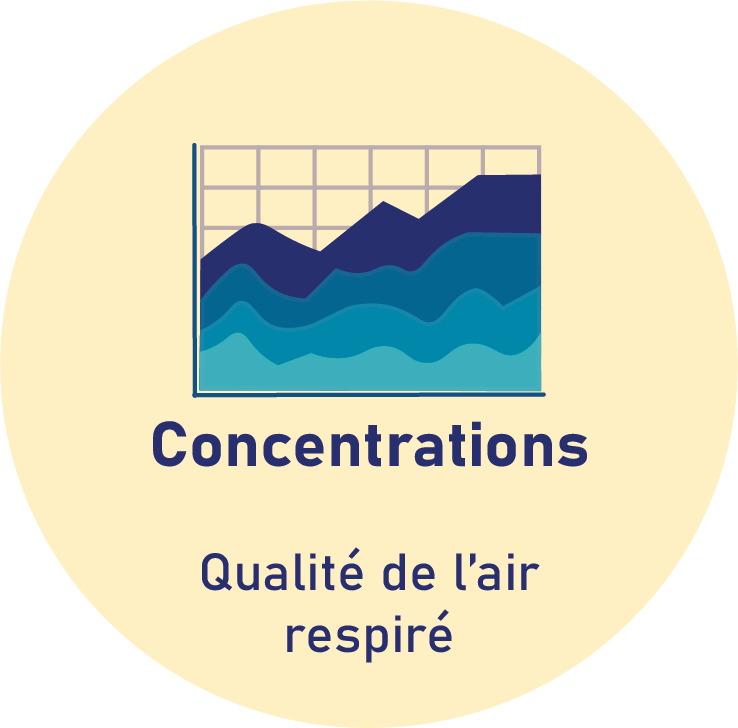 Concentrations
Qualité de l’air
respiré